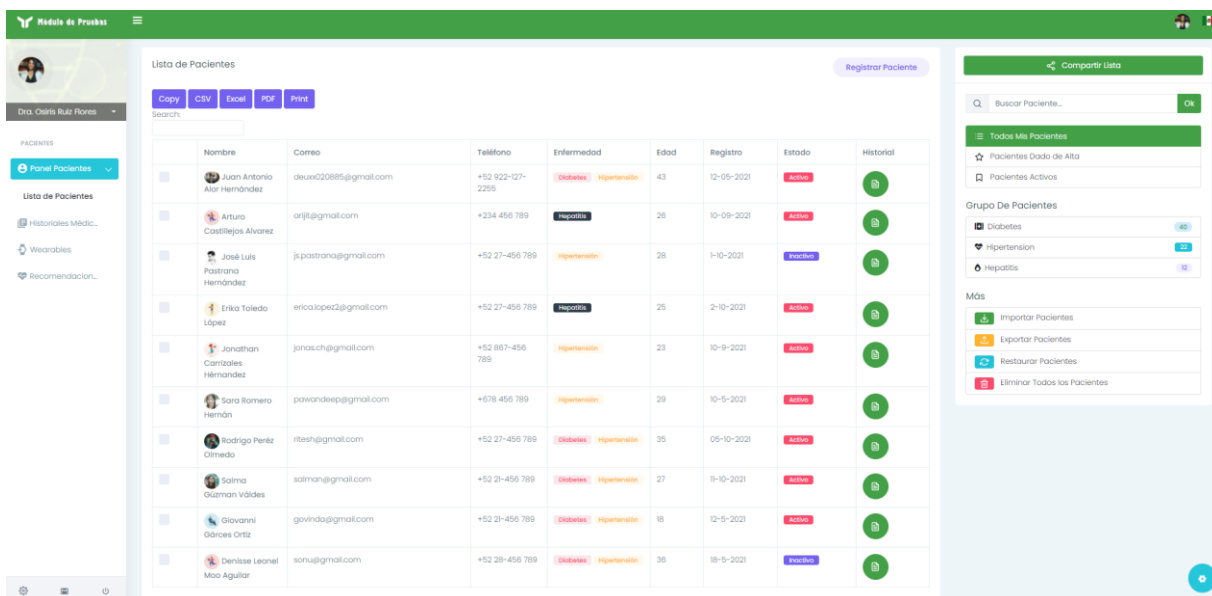 Módulo de Pruebas
Dra. Osiris Ruiz Flores
PACIENTES
Panel Pacientes
Lista de Pacientes
Historiales Médic...
Wearables
Recomendacion...
Lista de Pacientes
Registrar Paciente
Copy CSV Excel PDF Print
Search:
Nombre Correo Teléfono Enfermedad Edad Registro Estado Historial
Juan Antonio deuxx020885@gmail.com +52 922-127- Diabetes Hipertensión 43 12-05-2021 Activo
Alor Hernández 2255
Arturo arijit@gmail.com +234 456 789 Hepatitis 26 10-09-2021 Activo
Castillejos Alvarez
José Luis js.pastrana@gmail.com +52 27-456 789 Hipertensión 28 1-10-2021 Inactivo
Pastrana
Hernández
Erika Toledo erica.lopez2@gmail.com +52 27-456 789 Hepatitis 25 2-10-2021 Activo
López
Jonathan jonas.ch@gmail.com +52 867-456 Hipertensión 23 10-9-2021 Activo
Carrizales 789
Hérnandez
Sara Romero pawandeep@gmail.com +678 456 789 Hipertensión 29 10-5-2021 Activo
Hernán
Rodrigo Peréz ritesh@gmail.com +52 27-456 789 Diabetes Hipertensión 35 05-10-2021 Activo
Olmedo
Salma salman@gmail.com +52 21-456 789 Diabetes Hipertensión 27 11-10-2021 Activo
Gúzman Váldes
Giovanni govinda@gmail.com +52 21-456 789 Diabetes Hipertensión 18 12-5-2021 Activo
Gárces Ortíz
Denisse Leonel sonu@gmail.com +52 28-456 789 Diabetes Hipertensión 36 18-5-2021 Inactivo
Moo Aguilar
Compartir Lista
Buscar Paciente... Ok
Todos Mis Pacientes
Pacientes Dado de Alta
Pacientes Activos
Grupo De Pacientes
Diabetes 40
Hipertension 22
Hepatitis 12
Más
Importar Pacientes
Exportar Pacientes
Restaurar Pacientes
Eliminar Todos los Pacientes